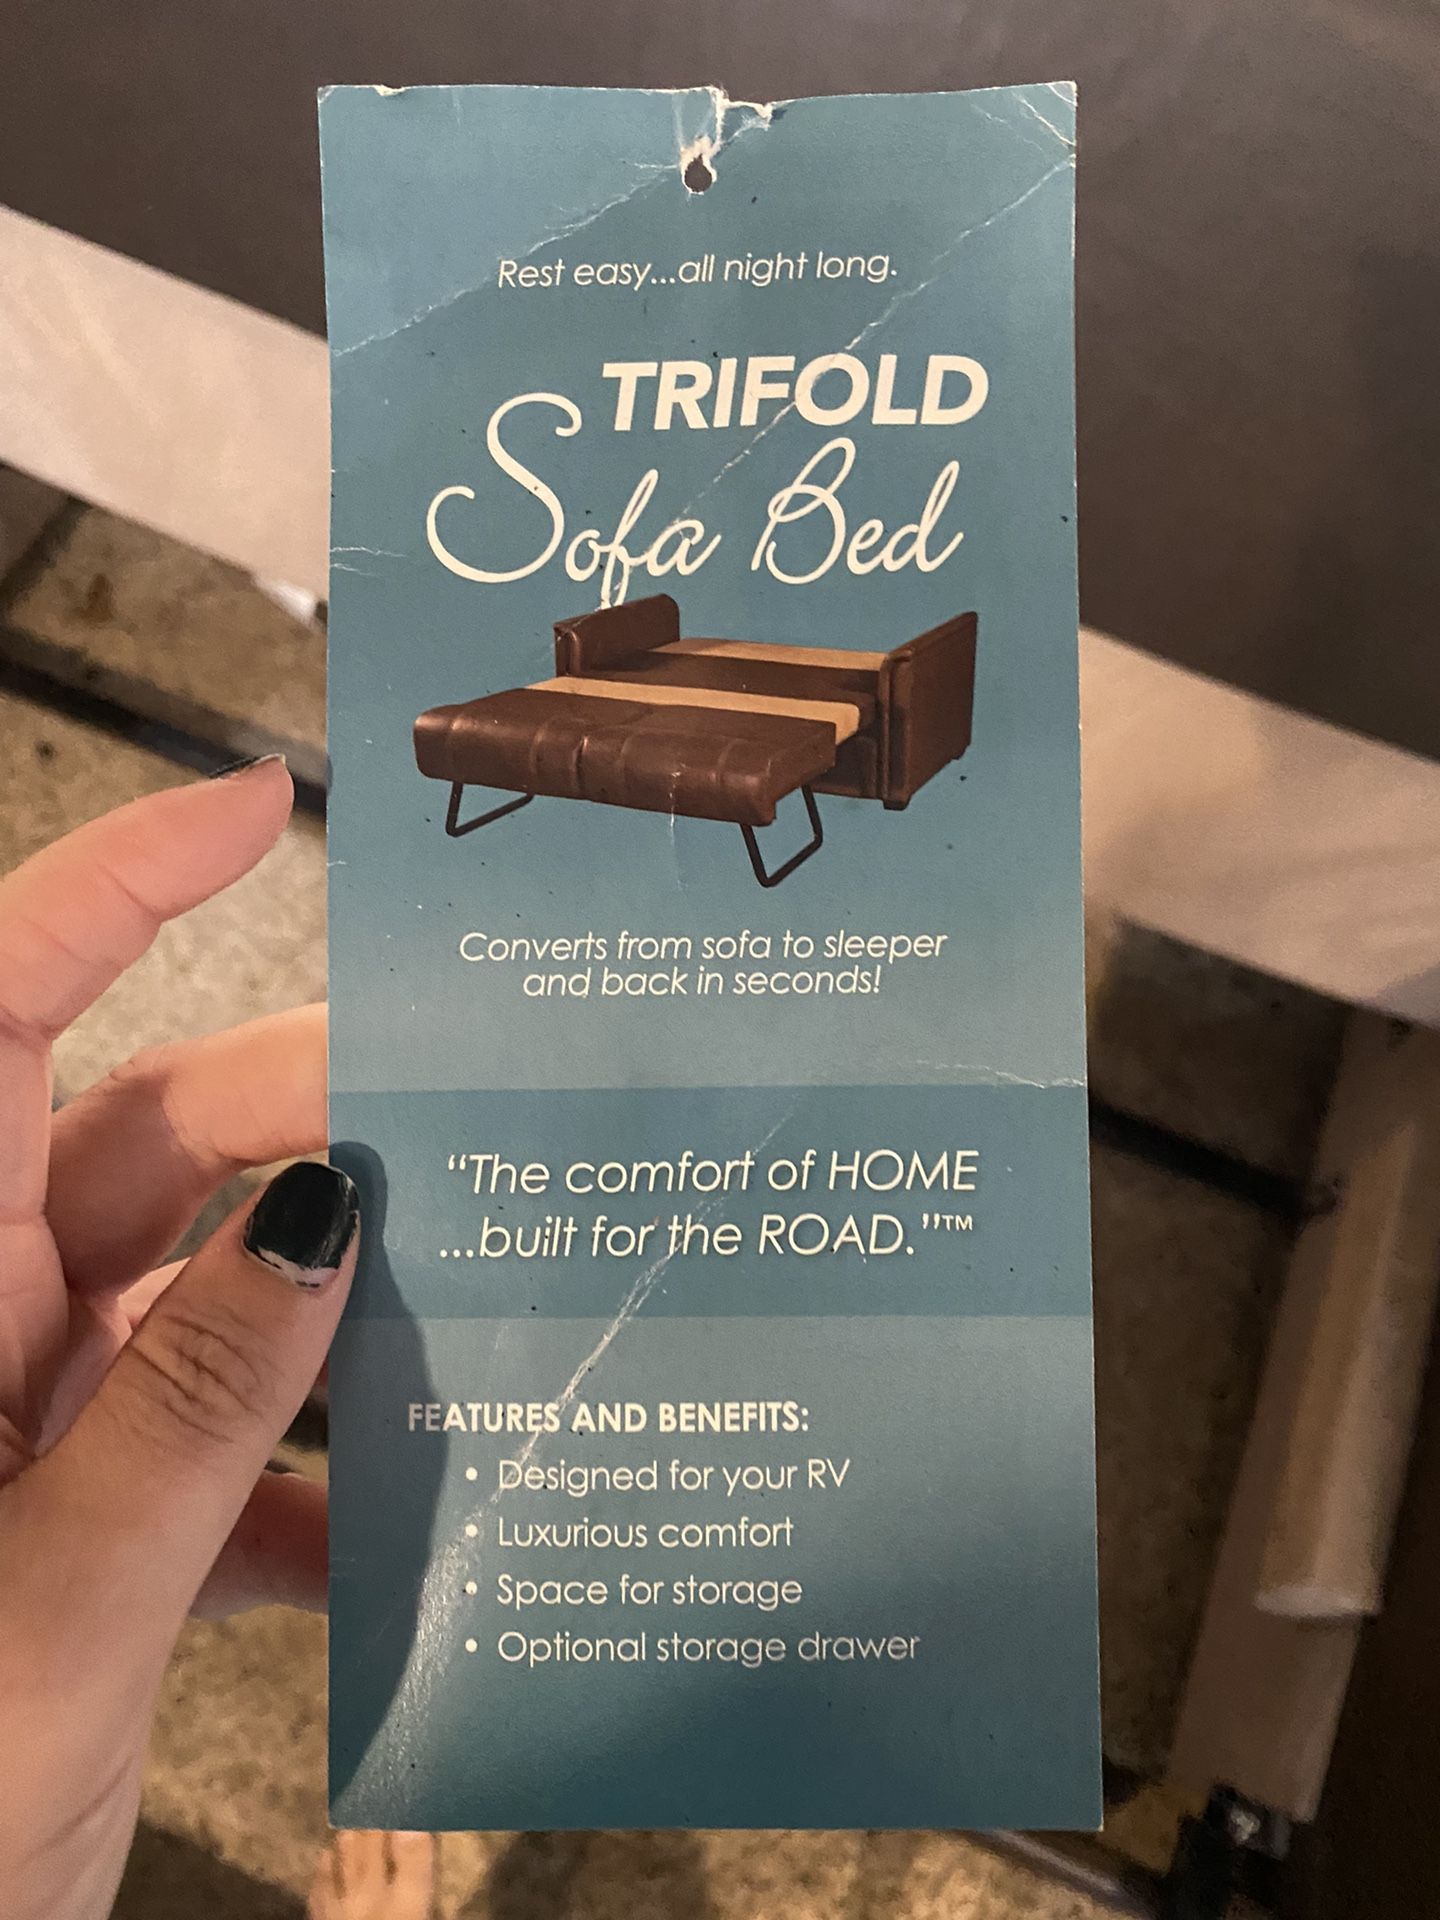 Rest easy...all night long.
TRIFOLD
Sofa Bed
Converts from sofa to sleeper
and back in seconds!
“The comfort of HOME
...built for the ROAD.”™
FEATURES AND BENEFITS:
• Designed for your RV
• Luxurious comfort
• Space for storage
• Optional storage drawer